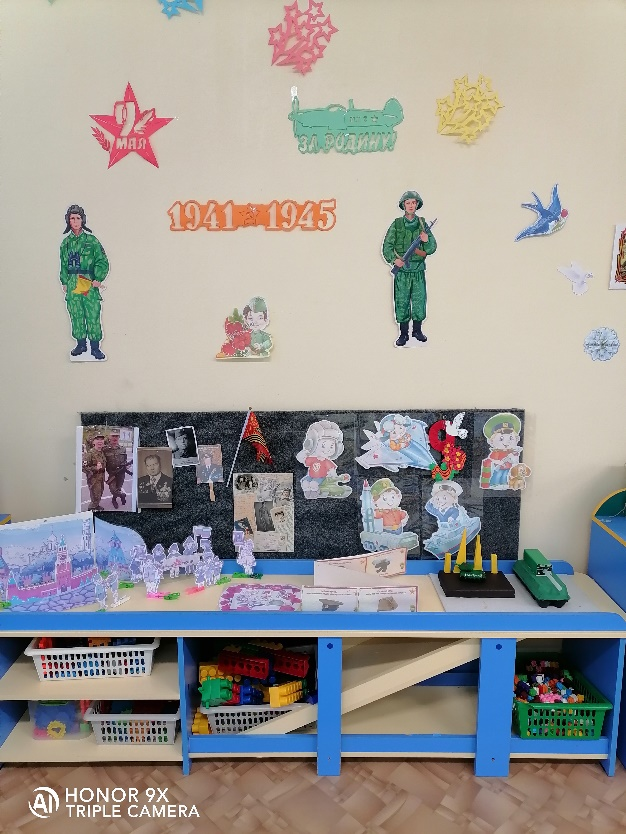 9
МАЯ
ЗА РОДИНУ!
1941 1945
HONOR 9X
TRIPLE CAMERA